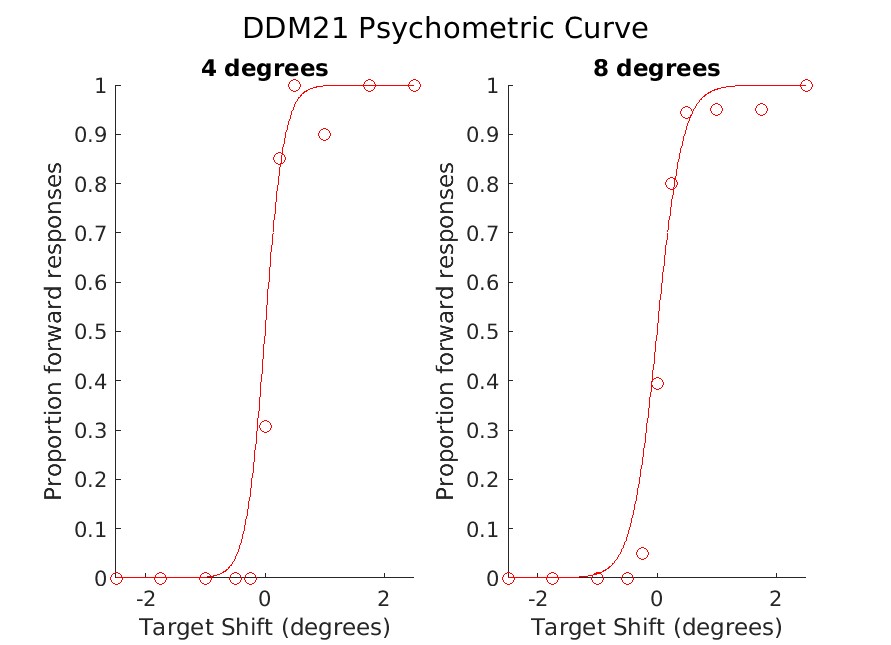 DDM21 Psychometric Curve
4 degrees
1
0.9
0.8
0.7
0.6
0.5
0.4
0.3
0.2
0.1
0
Proportion forward responses
-2 0 2
Target Shift (degrees)
8 degrees
1
0.9
0.8
0.7
0.6
0.5
0.4
0.3
0.2
0.1
0
Proportion forward responses
-2 0 2
Target Shift (degrees)